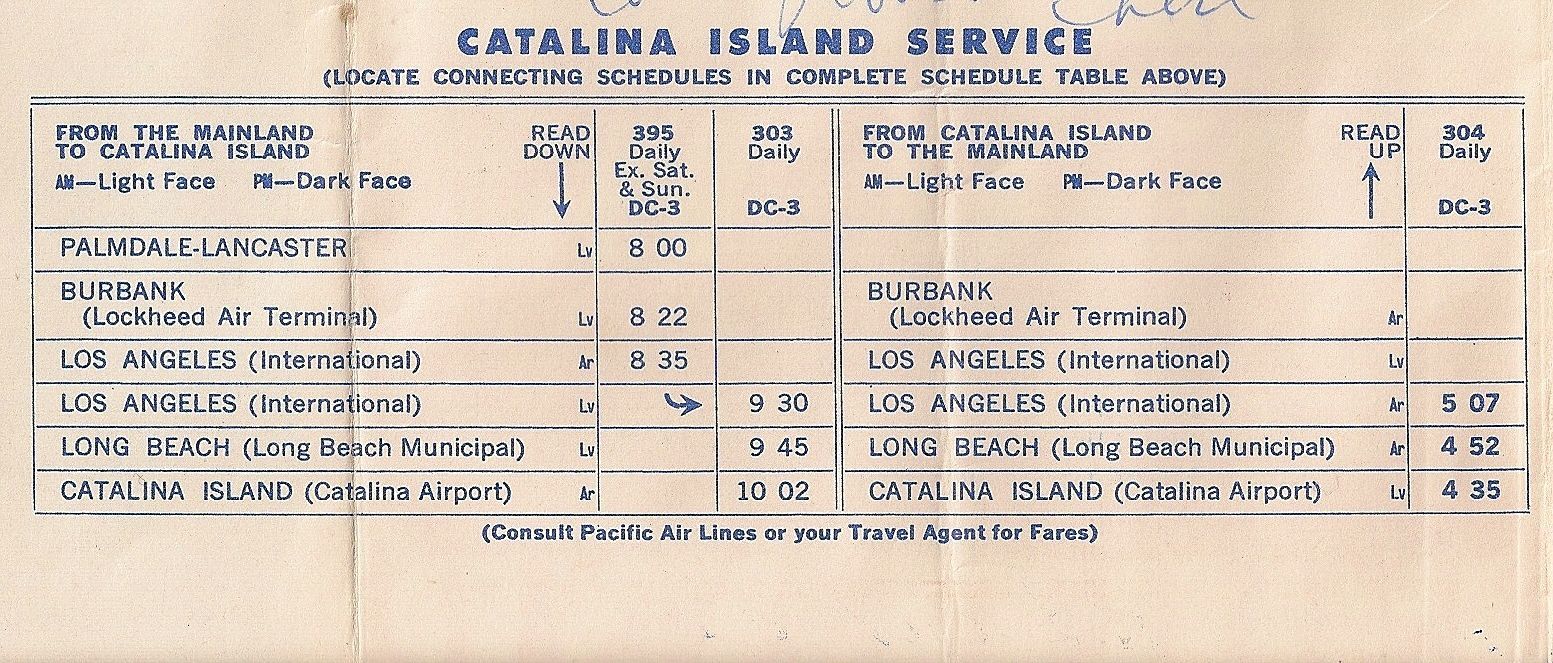 CATALINA ISLAND SERVICE
(LOCATE CONNECTING SCHEDULES IN COMPLETE SCHEDULE TABLE ABOVE)
FROM THE MAINLAND TO CATALINA ISLAND
AM—Light Face PM—Dark Face
READ DOWN
395 Daily Ex. Sat. & Sun. DC-3
303 Daily DC-3
FROM CATALINA ISLAND TO THE MAINLAND
AM—Light Face PM—Dark Face
READ UP
304 Daily DC-3
PALMDALE-LANCASTER Lv 8 00
BURBANK BURBANK
(Lockheed Air Terminal) Lv 8 22 (Lockheed Air Terminal) Ar
LOS ANGELES (International) Ar 8 35 LOS ANGELES (International) Lv
LOS ANGELES (International) Lv 9 30 LOS ANGELES (International) Ar 5 07
LONG BEACH (Long Beach Municipal) Lv 9 45 LONG BEACH (Long Beach Municipal) Ar 4 52
CATALINA ISLAND (Catalina Airport) Ar 10 02 CATALINA ISLAND (Catalina Airport) Lv 4 35
(Consult Pacific Air Lines or your Travel Agent for Fares)